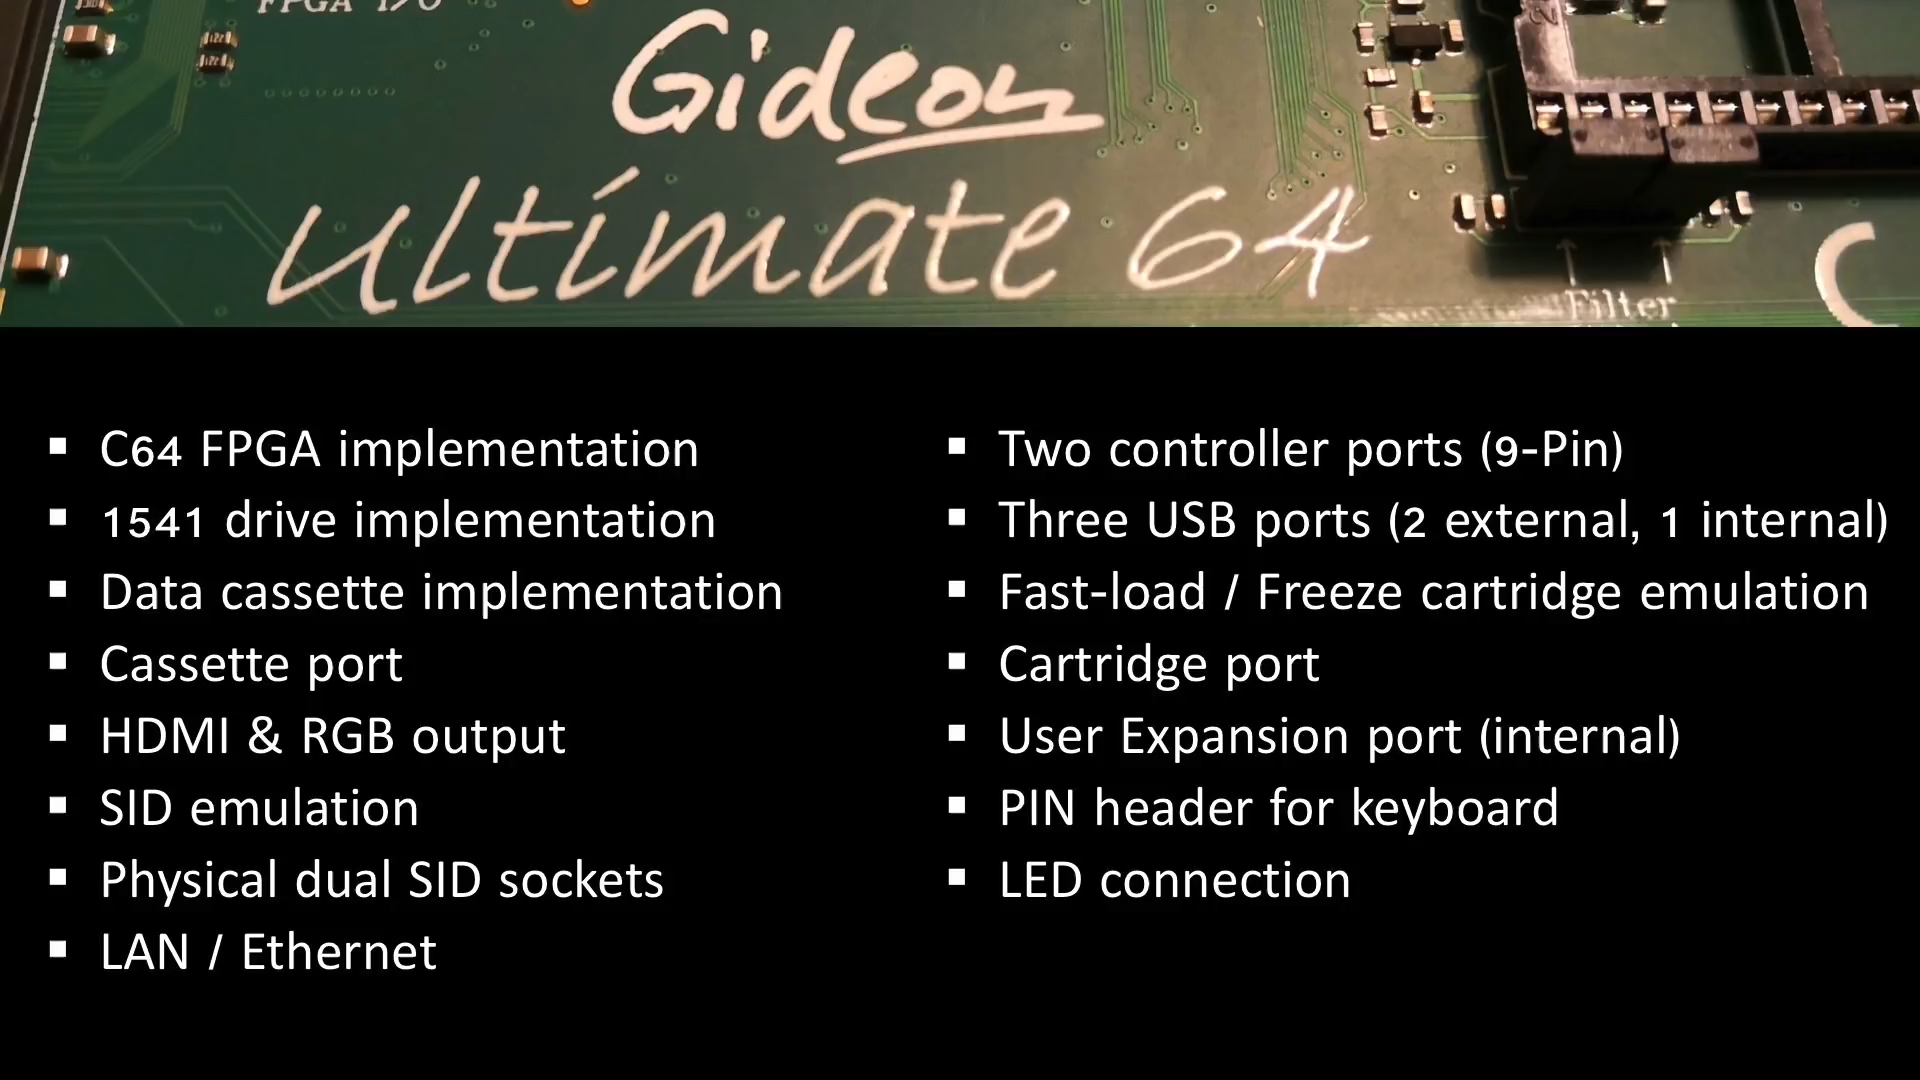 FPGA I/O
Gideon
Ultimate 64
Filter
C64 FPGA implementation
1541 drive implementation
Data cassette implementation
Cassette port
HDMI & RGB output
SID emulation
Physical dual SID sockets
LAN / Ethernet
Two controller ports (9-Pin)
Three USB ports (2 external, 1 internal)
Fast-load / Freeze cartridge emulation
Cartridge port
User Expansion port (internal)
PIN header for keyboard
LED connection